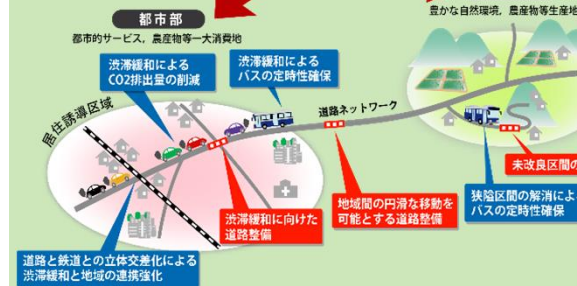 都市部
都市的サービス，農産物等一大消費地
豊かな自然環境，農産物等生産地
渋滞緩和による
CO2排出量の削減
渋滞緩和による
バスの定時性確保
居住誘導区域
道路ネットワーク
未改良区間の
狭隘区間の解消によ
バスの定時性確保
地域間の円滑な移動を
可能とする道路整備
渋滞緩和に向けた
道路整備
道路と鉄道との立体交差化による
渋滞緩和と地域の連携強化